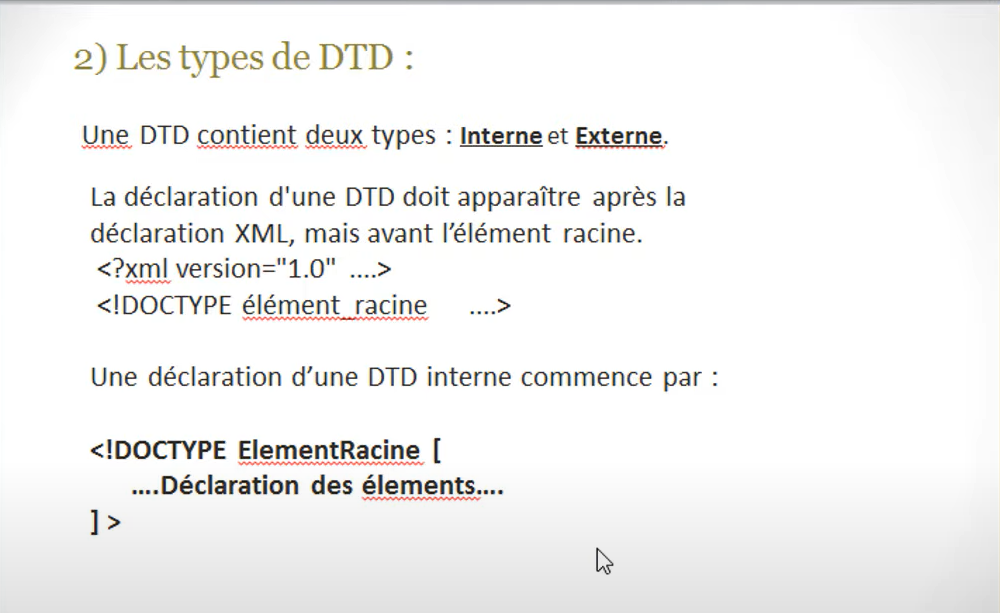 2) Les types de DTD :
Une DTD contient deux types : Interne et Externe.
La déclaration d'une DTD doit apparaître après la
déclaration XML, mais avant l’élément racine.
<?xml version="1.0" ....>
<!DOCTYPE élément_racine ....>
Une déclaration d’une DTD interne commence par :
<!DOCTYPE ElementRacine [
....Déclaration des élements....
] >